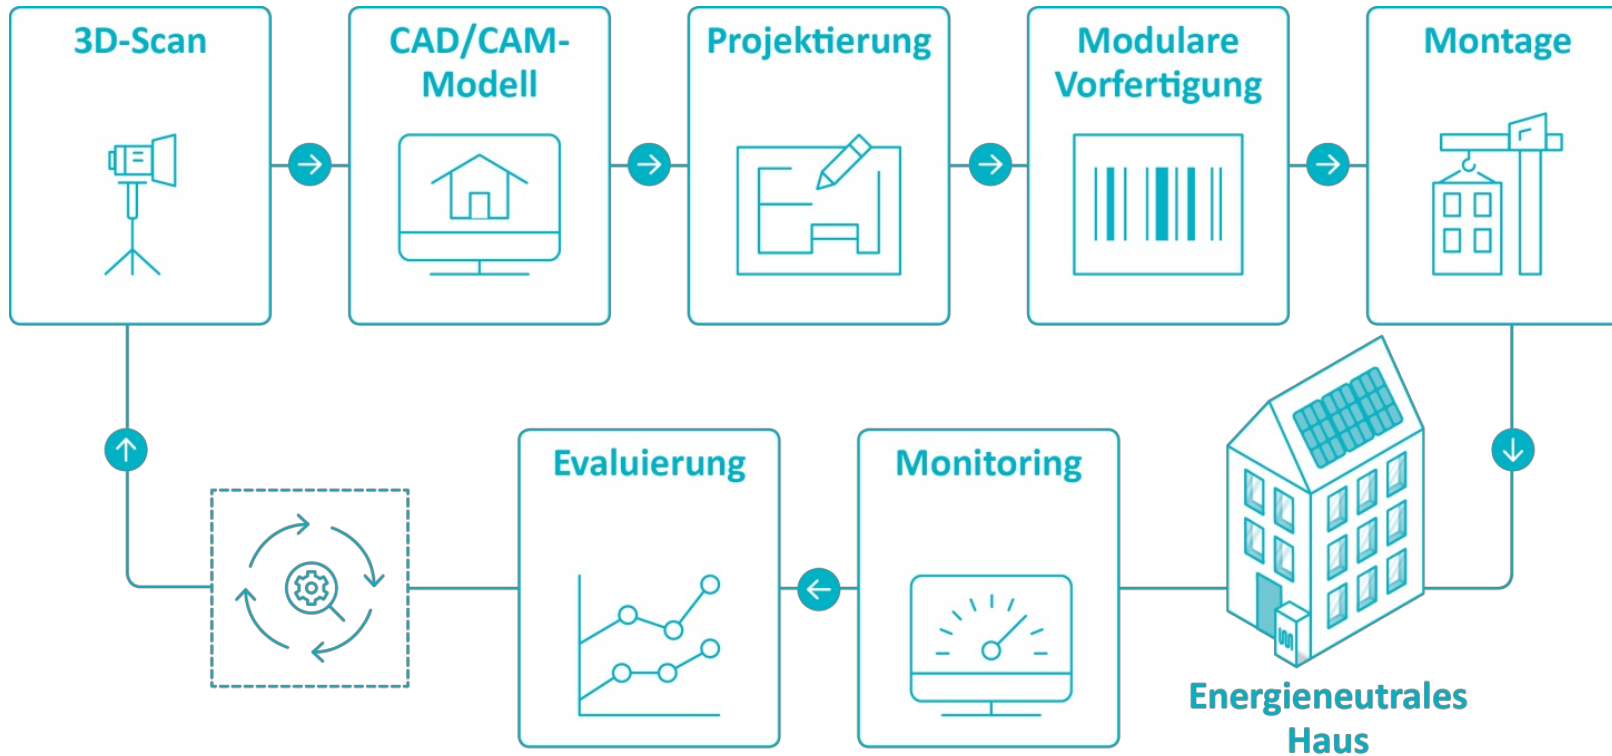 3D-Scan
CAD/CAM-
Modell
Projektierung
Modulare
Vorfertigung
Montage
Evaluierung
Monitoring
Energieneutrales
Haus